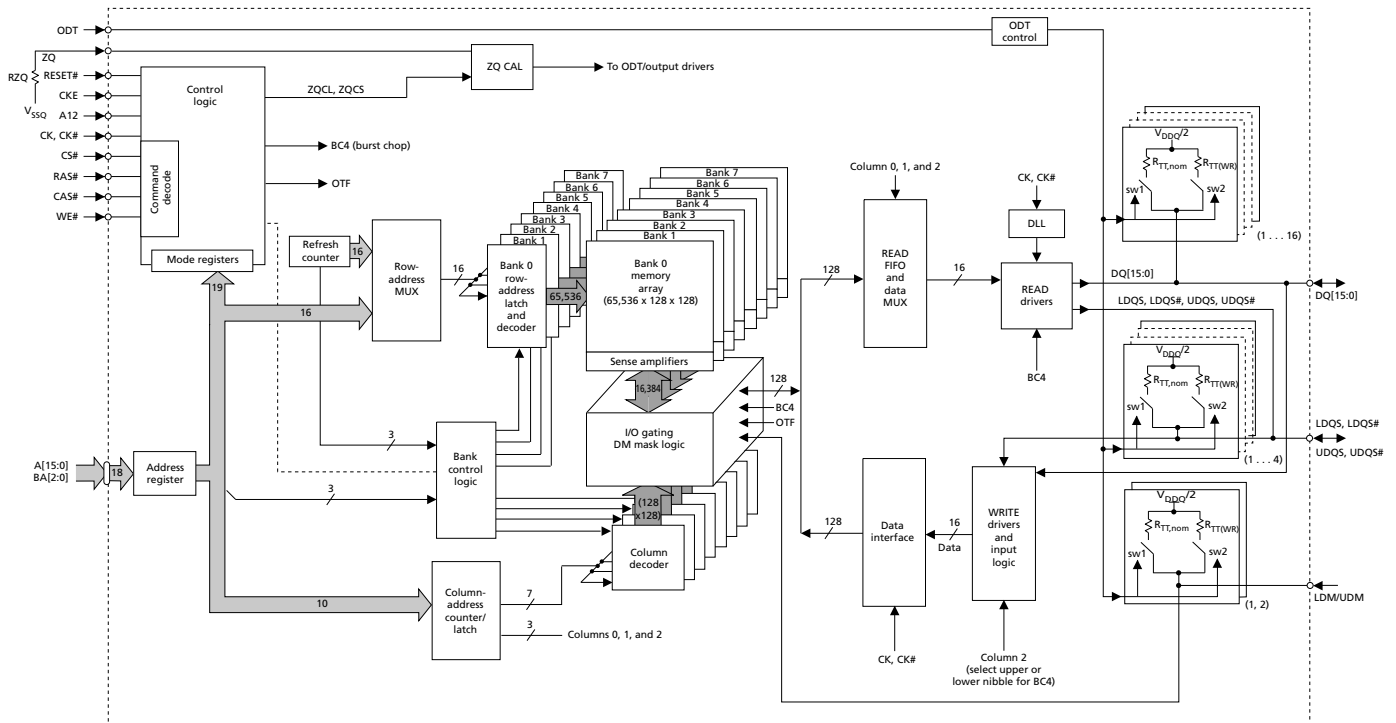 ODT
ODT
control
ZQ
RZQ
RESET#
ZQ CAL
To ODT/output drivers
Control
logic
CKE
ZQCL, ZQCS
VSSQ
A12
CK, CK#
BC4 (burst chop)
CS#
RAS#
OTF
CAS#
Command
decode
WE#
Mode registers
VDDQ/2
RTT,nom
RTT(WR)
sw1
sw2
(1 . . . 16)
Column 0, 1, and 2
CK, CK#
DLL
Bank 7
Bank 6
Bank 5
Bank 4
Bank 3
Bank 2
Bank 1
Bank 0
row-
address
latch
and
decoder
Bank 7
Bank 6
Bank 5
Bank 4
Bank 3
Bank 2
Bank 1
Bank 0
memory
array
(65,536 x 128 x 128)
Sense amplifiers
Refresh
counter
16
Row-
address
MUX
16
65,536
19
16
128
READ
FIFO
and
data
MUX
16
READ
drivers
DQ[15:0]
DQ[15:0]
LDQS, LDQS#, UDQS, UDQS#
BC4
VDDQ/2
RTT,nom
RTT(WR)
sw1
sw2
(1 . . . 4)
LDQS, LDQS#
UDQS, UDQS#
16,384
128
BC4
OTF
I/O gating
DM mask logic
3
Bank
control
logic
A[15:0]
BA[2:0]
18
Address
register
3
(128
x128)
Column
decoder
128
Data
interface
16
Data
WRITE
drivers
and
input
logic
VDDQ/2
RTT,nom
RTT(WR)
sw1
sw2
(1, 2)
LDM/UDM
10
Column-
address
counter/
latch
7
3
Columns 0, 1, and 2
CK, CK#
Column 2
(select upper or
lower nibble for BC4)